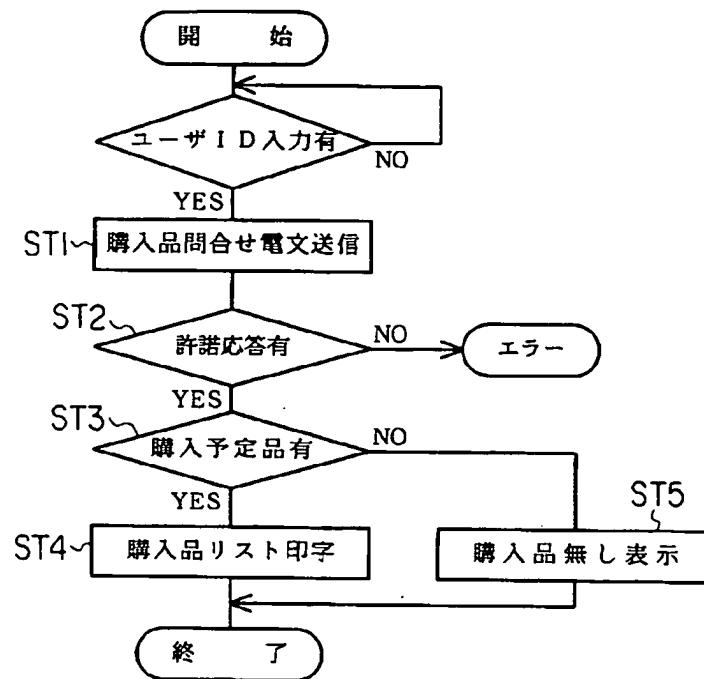 開始
ユーザID入力有
NO
YES
ST1 購入品問合せ電文送信
ST2 許諾応答有
NO
エラー
YES
ST3 購入予定品有
NO
YES
ST4 購入品リスト印字
ST5 購入品無し表示
終了